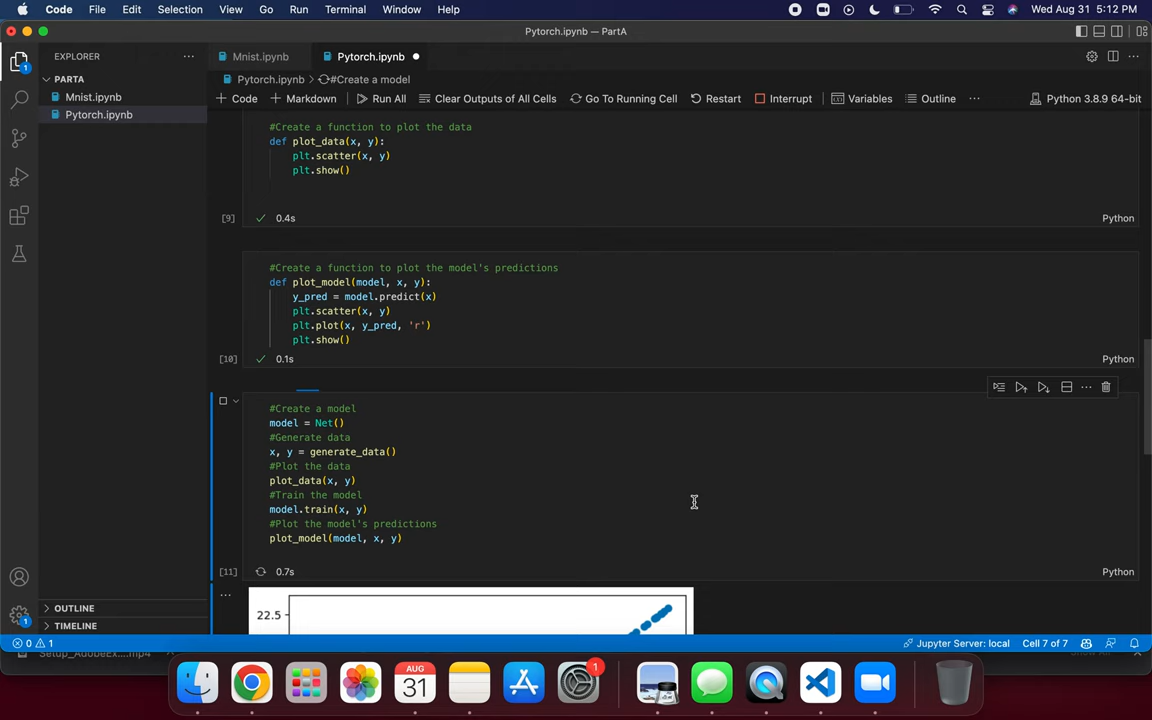 Code File Edit Selection View Go Run Terminal Window Help Wed Aug 31 5:12 PM
Pytorch.ipynb — PartA
EXPLORER
Mnist.ipynb Pytorch.ipynb
PARTA
Pytorch.ipynb > #Create a model
Mnist.ipynb
Pytorch.ipynb
+ Code + Markdown Run All Clear Outputs of All Cells Go To Running Cell Restart Interrupt Variables Outline ... Python 3.8.9 64-bit
#Create a function to plot the data
def plot_data(x, y):
plt.scatter(x, y)
plt.show()
[9] 0.4s Python
#Create a function to plot the model's predictions
def plot_model(model, x, y):
y_pred = model.predict(x)
plt.scatter(x, y)
plt.plot(x, y_pred, 'r')
plt.show()
[10] 0.1s Python
#Create a model
model = Net()
#Generate data
x, y = generate_data()
#Plot the data
plot_data(x, y)
#Train the model
model.train(x, y)
#Plot the model's predictions
plot_model(model, x, y)
[11] 0.7s Python
22.5
OUTLINE
TIMELINE
1
1
0 1 Jupyter Server: local Cell 7 of 7
Setup_AdobeEx....mp4
AUG
31
1